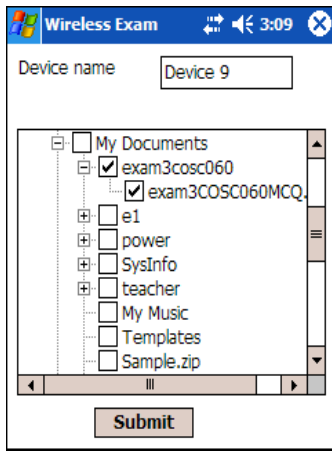 Wireless Exam 3:09
Device name Device 9
My Documents
exam3cosc060
exam3COSC060MCQ.
e1
power
SysInfo
teacher
My Music
Templates
Sample.zip
Submit